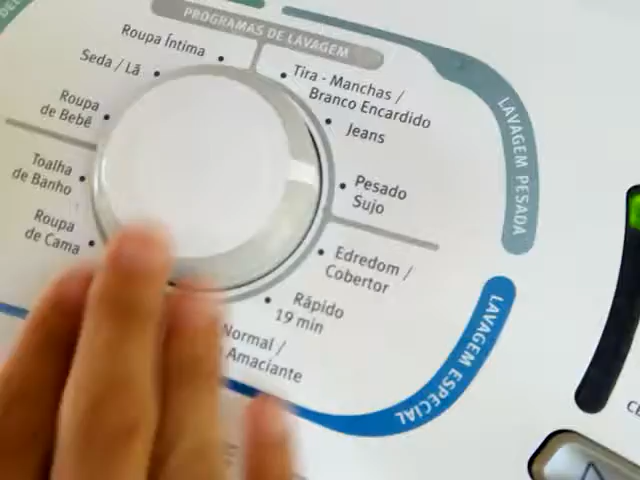 PROGRAMAS DE LAVAGEM
Roupa Íntima
Seda / Lã
Roupa
de Bebê
Toalha
de Banho
Roupa
de Cama
Tira - Manchas /
Branco Encardido
Jeans
Pesado
Sujo
LAVAGEM PESADA
Edredom /
Cobertor
Rápido
19 min
Normal /
Amaciante
LAVAGEM ESPECIAL